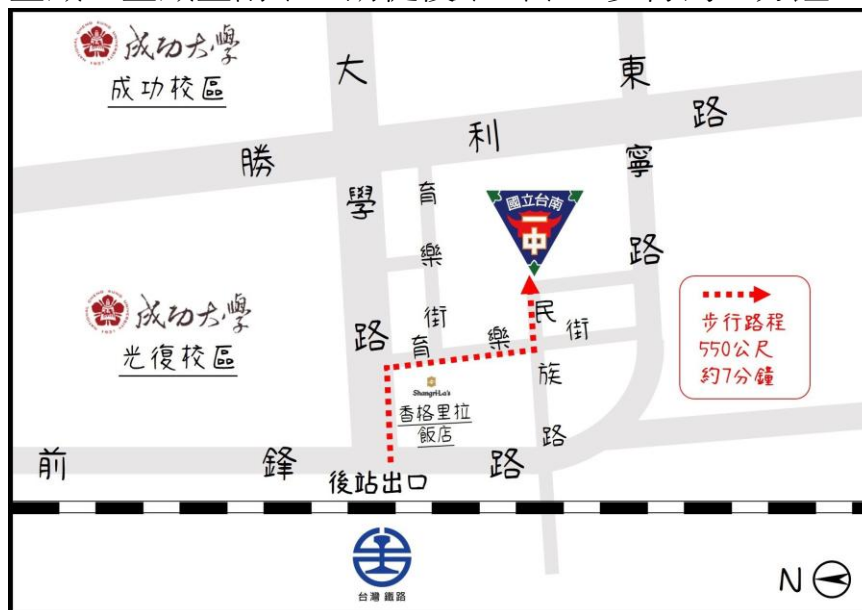 成功大學
成功校區
大學路
東寧路
勝利路
育樂街
國立台南
一中
成功大學
光復校區
育樂街
民族路
步行路程
550公尺
約7分鐘
Shangri-La's
香格里拉
飯店
前鋒路
後站出口
台灣鐵路
N